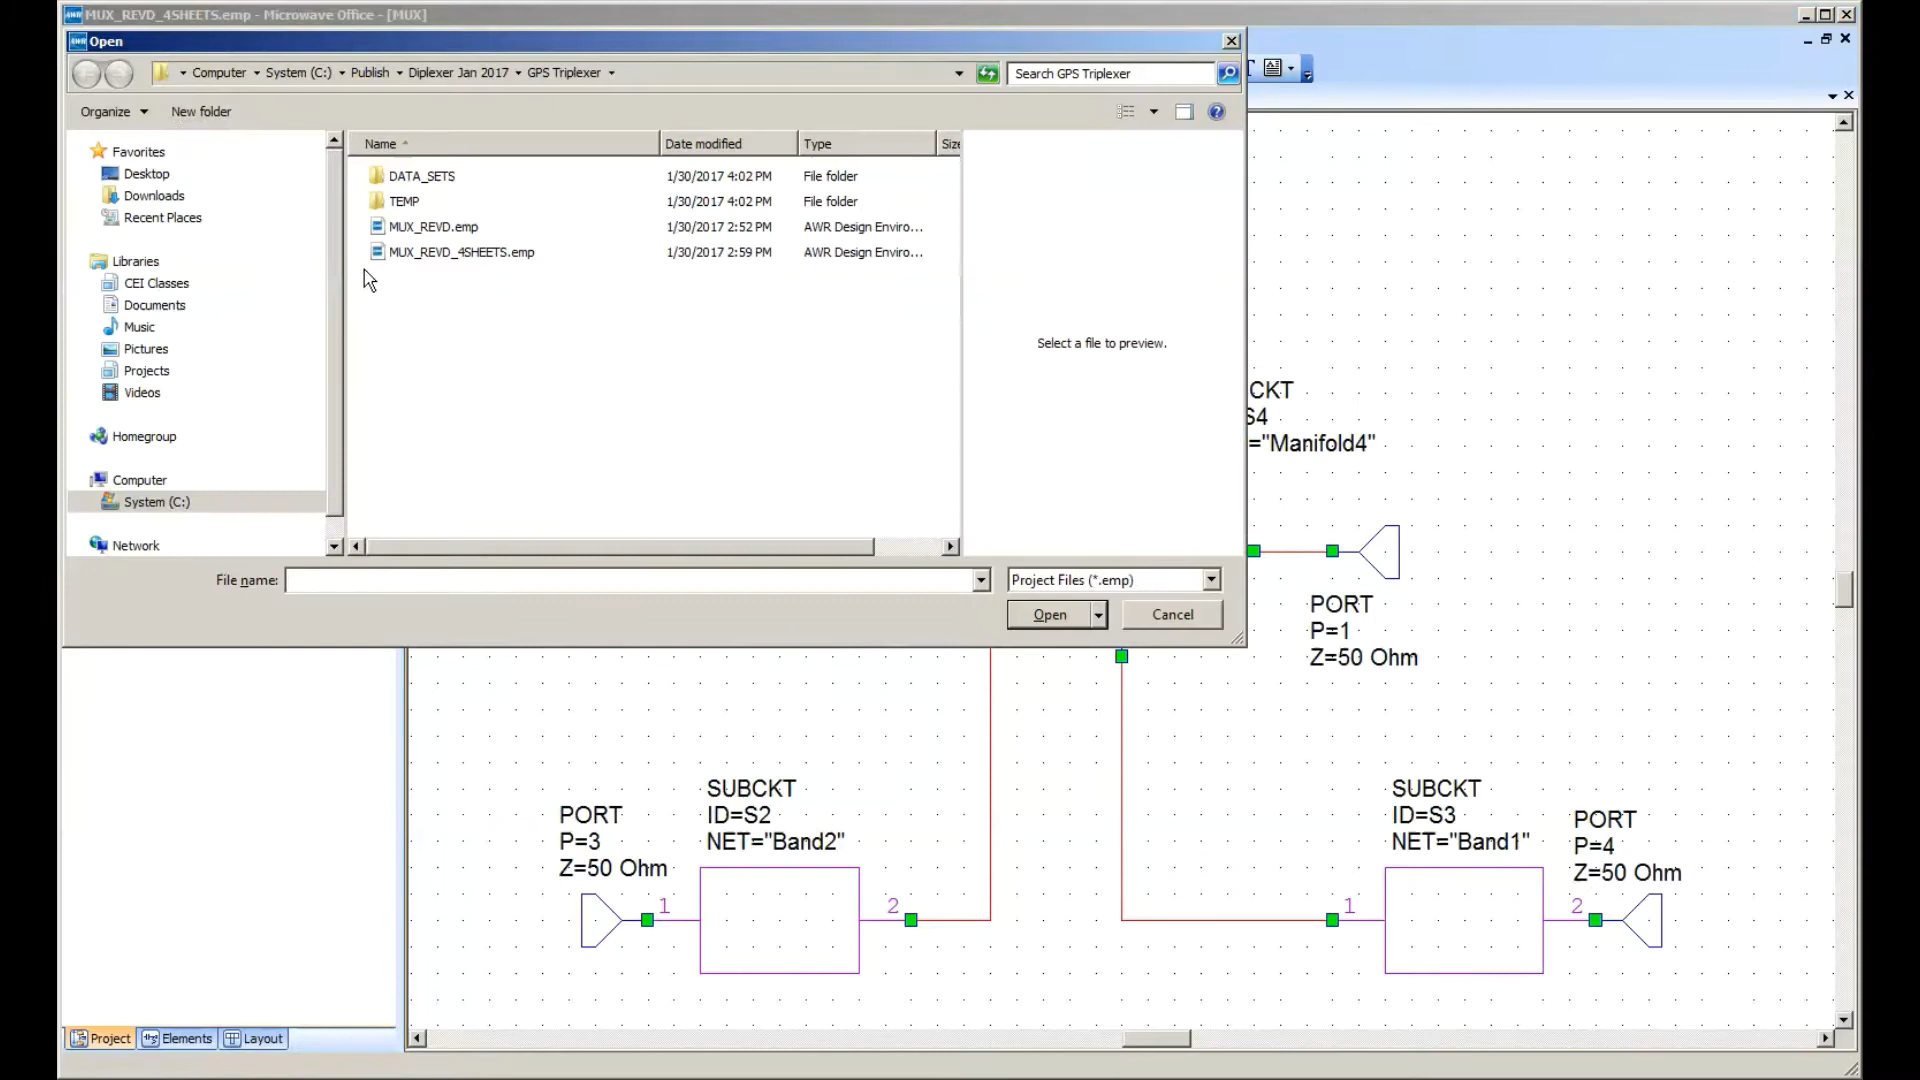 MUX_REVD_4SHEETS.emp - Microwave Office - [MUX]
Open
Computer System (C:) Publish Diplexer Jan 2017 GPS Triplexer
Search GPS Triplexer
Organize New folder
Favorites
Desktop
Downloads
Recent Places
Libraries
CEI Classes
Documents
Music
Pictures
Projects
Videos
Homegroup
Computer
System (C:)
Network
Name Date modified Type Size
DATA_SETS 1/30/2017 4:02 PM File folder
TEMP 1/30/2017 4:02 PM File folder
MUX_REVD.emp 1/30/2017 2:52 PM AWR Design Enviro...
MUX_REVD_4SHEETS.emp 1/30/2017 2:59 PM AWR Design Enviro...
Select a file to preview.
File name: Project Files (*.emp)
Open Cancel
CKT
S4
="Manifold4"
PORT
P=1
Z=50 Ohm
PORT
P=3
Z=50 Ohm
SUBCKT
ID=S2
NET="Band2"
1 2
SUBCKT
ID=S3
NET="Band1"
1 2
PORT
P=4
Z=50 Ohm
Project Elements Layout